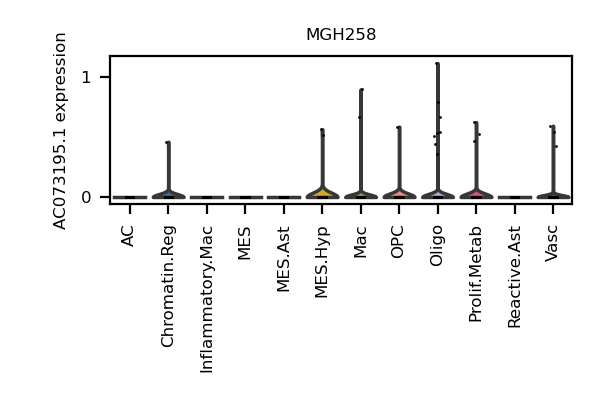 MGH258
AC073195.1 expression
1
0
AC
Chromatin.Reg
Inflammatory.Mac
MES
MES.Ast
MES.Hyp
Mac
OPC
Oligo
Prolif.Metab
Reactive.Ast
Vasc